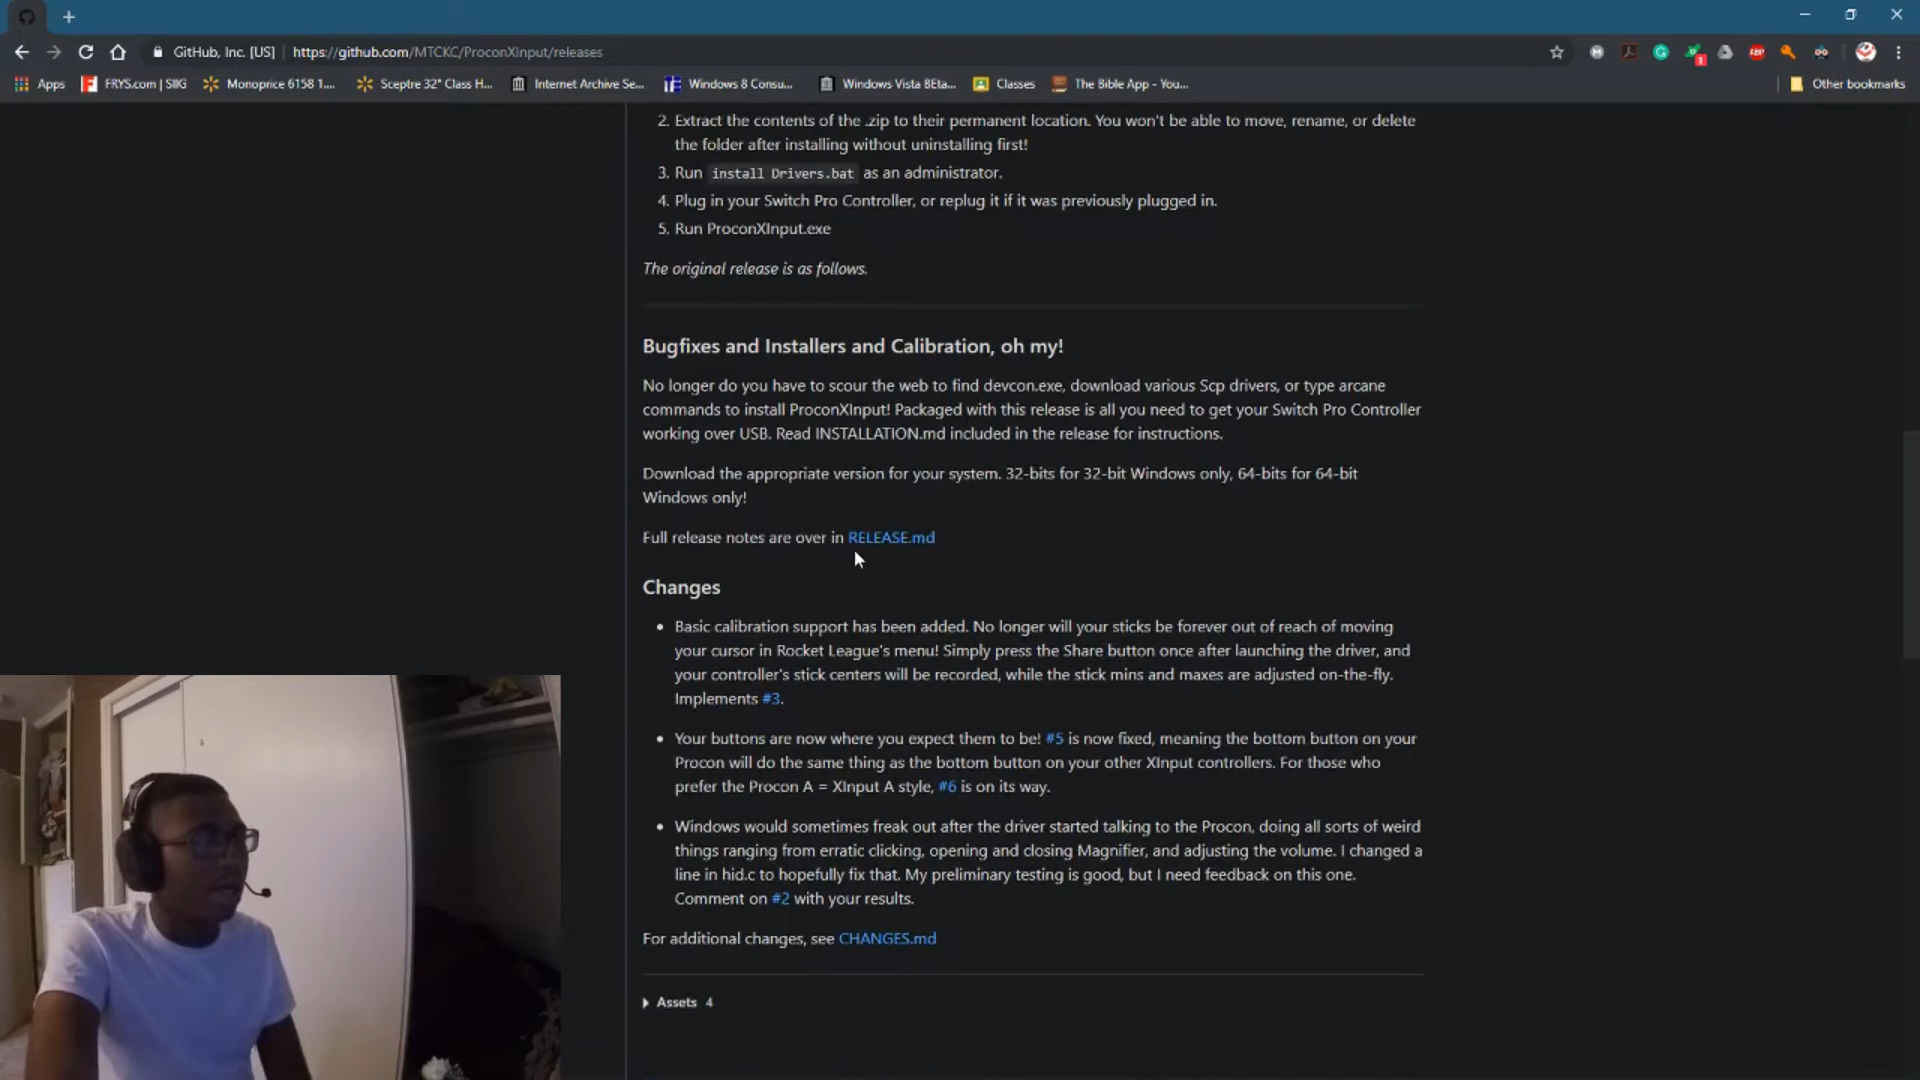 GitHub, Inc. [US] | https://github.com/MTCKC/ProconXInput/releases
Apps FRYS.com | SIIG Monoprice 6158 1.... Sceptre 32" Class H... Internet Archive Se... Windows 8 Consu... Windows Vista BEta... Classes The Bible App - You... Other bookmarks
2. Extract the contents of the .zip to their permanent location. You won't be able to move, rename, or delete
the folder after installing without uninstalling first!
3. Run install Drivers.bat as an administrator.
4. Plug in your Switch Pro Controller, or replug it if it was previously plugged in.
5. Run ProconXInput.exe
The original release is as follows.
Bugfixes and Installers and Calibration, oh my!
No longer do you have to scour the web to find devcon.exe, download various Scp drivers, or type arcane
commands to install ProconXInput! Packaged with this release is all you need to get your Switch Pro Controller
working over USB. Read INSTALLATION.md included in the release for instructions.
Download the appropriate version for your system. 32-bits for 32-bit Windows only, 64-bits for 64-bit
Windows only!
Full release notes are over in RELEASE.md
Changes
• Basic calibration support has been added. No longer will your sticks be forever out of reach of moving
your cursor in Rocket League's menu! Simply press the Share button once after launching the driver, and
your controller's stick centers will be recorded, while the stick mins and maxes are adjusted on-the-fly.
Implements #3.
• Your buttons are now where you expect them to be! #5 is now fixed, meaning the bottom button on your
Procon will do the same thing as the bottom button on your other XInput controllers. For those who
prefer the Procon A = XInput A style, #6 is on its way.
• Windows would sometimes freak out after the driver started talking to the Procon, doing all sorts of weird
things ranging from erratic clicking, opening and closing Magnifier, and adjusting the volume. I changed a
line in hid.c to hopefully fix that. My preliminary testing is good, but I need feedback on this one.
Comment on #2 with your results.
For additional changes, see CHANGES.md
Assets 4